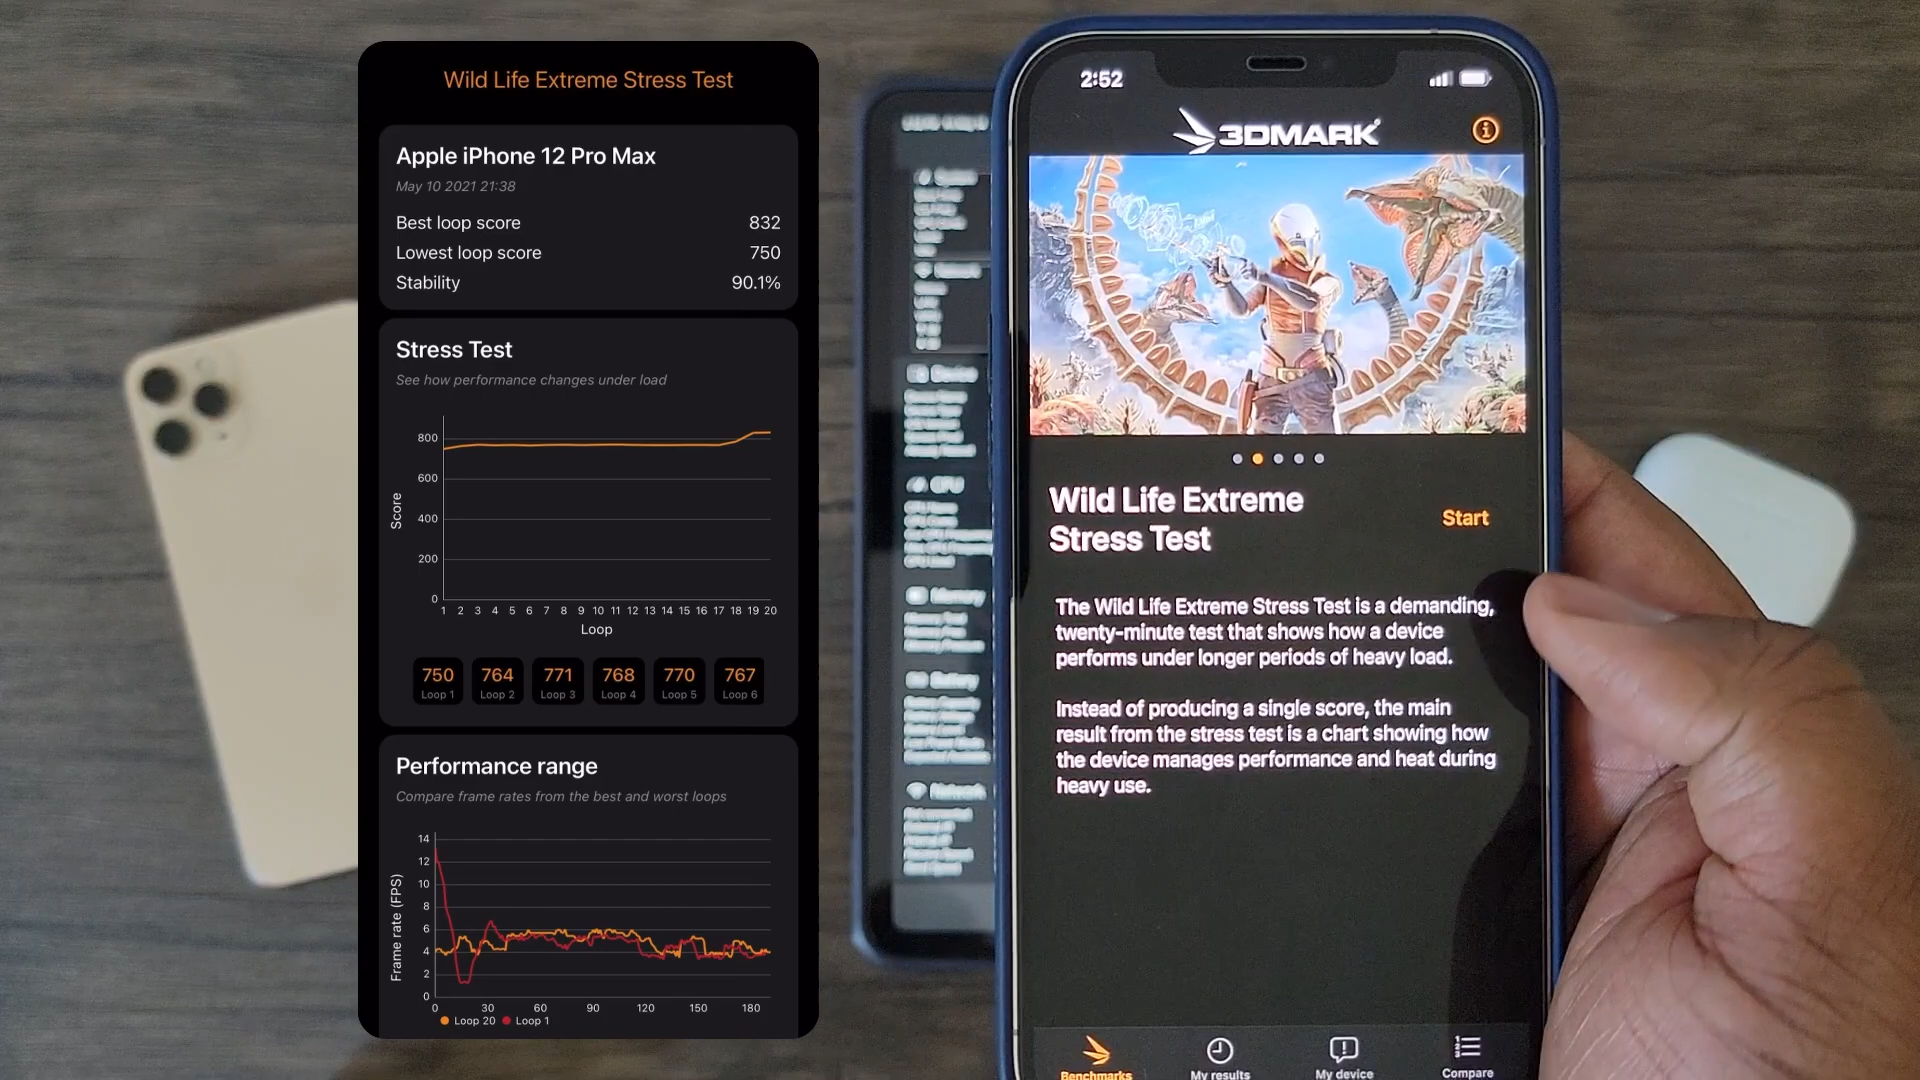 Wild Life Extreme Stress Test
Apple iPhone 12 Pro Max
May 10 2021 21:38
Best loop score 832
Lowest loop score 750
Stability 90.1%
Stress Test
See how performance changes under load
800
600
400
200
0
Score
1 2 3 4 5 6 7 8 9 10 11 12 13 14 15 16 17 18 19 20
Loop
750 764 771 768 770 767
Loop 1 Loop 2 Loop 3 Loop 4 Loop 5 Loop 6
Performance range
Compare frame rates from the best and worst loops
14
12
10
8
6
4
2
0
Frame rate (FPS)
0 30 60 90 120 150 180
Loop 20 Loop 1
2:52
3DMARK
Wild Life Extreme
Stress Test
Start
The Wild Life Extreme Stress Test is a demanding,
twenty-minute test that shows how a device
performs under longer periods of heavy load.
Instead of producing a single score, the main
result from the stress test is a chart showing how
the device manages performance and heat during
heavy use.
Benchmarks My results My device Compare